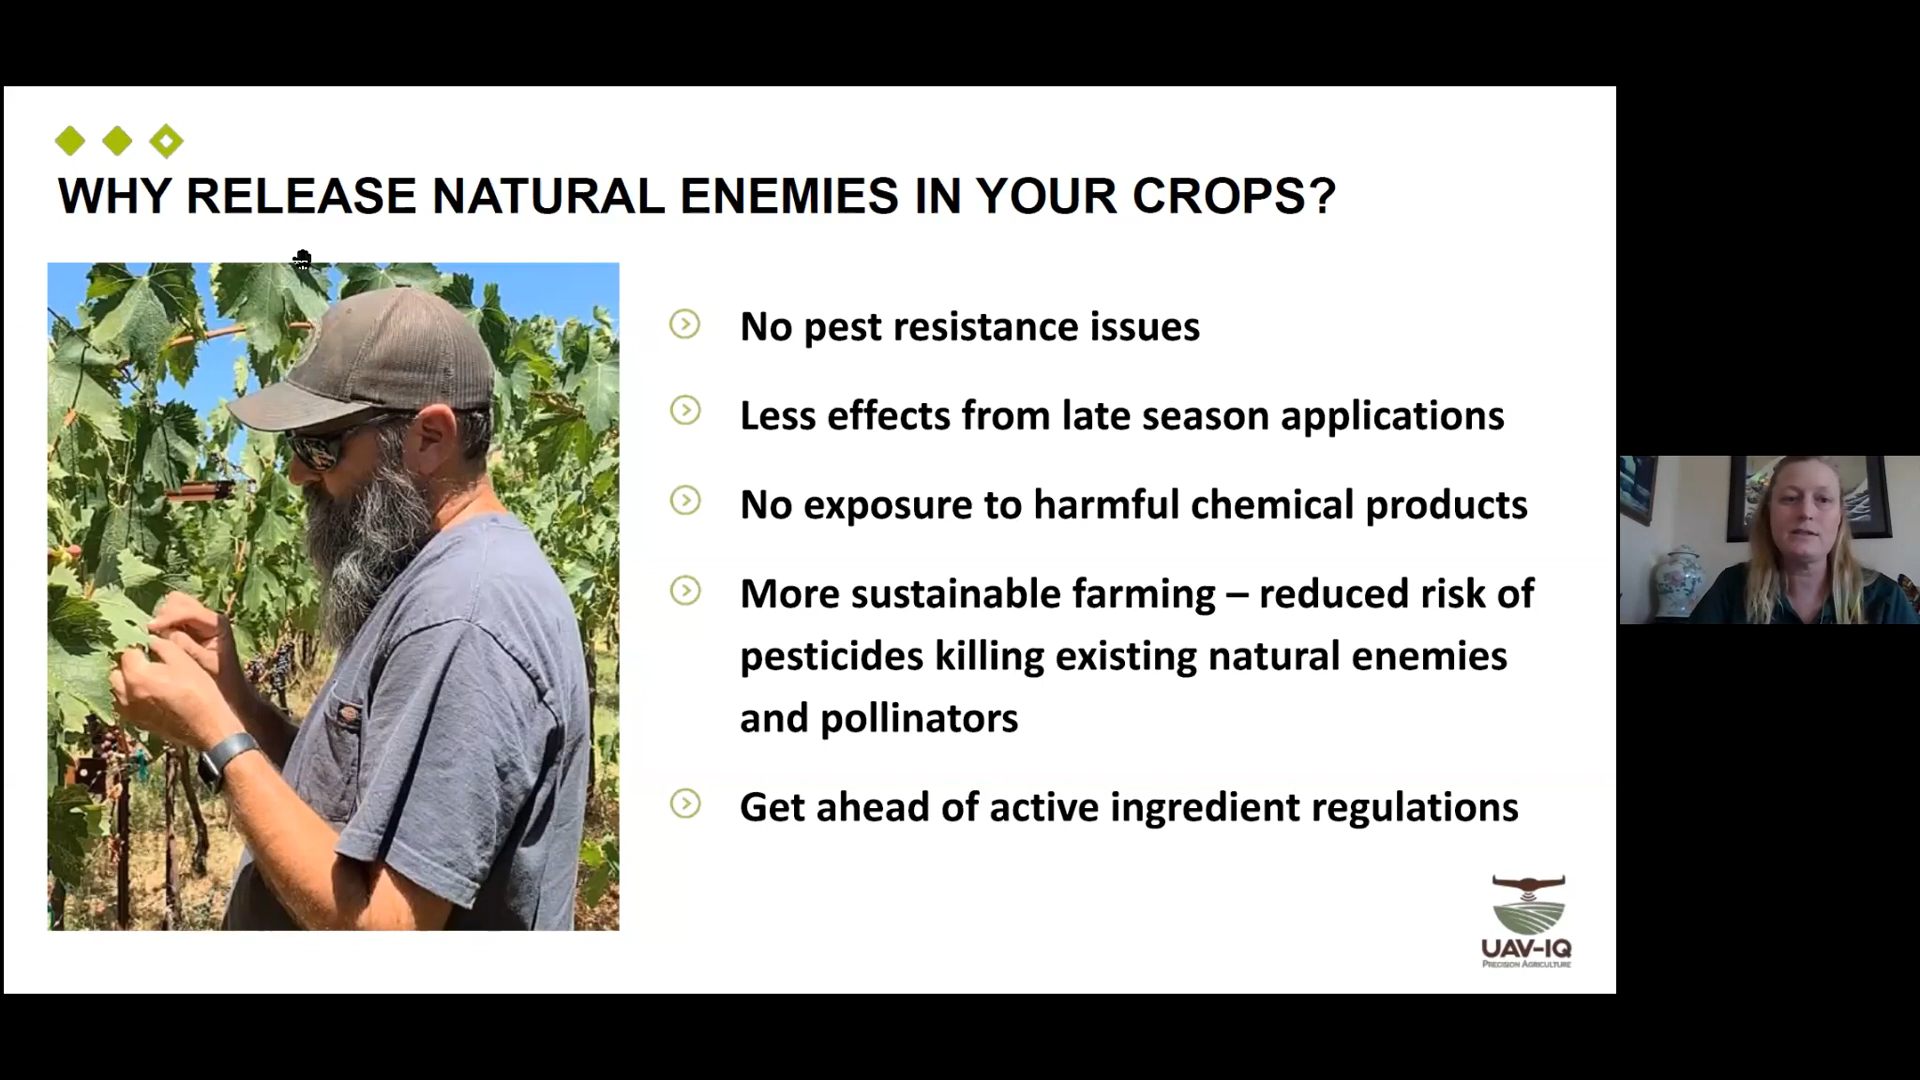 WHY RELEASE NATURAL ENEMIES IN YOUR CROPS?
No pest resistance issues
Less effects from late season applications
No exposure to harmful chemical products
More sustainable farming – reduced risk of
pesticides killing existing natural enemies
and pollinators
Get ahead of active ingredient regulations
UAV-IQ
PRECISION AGRICULTURE